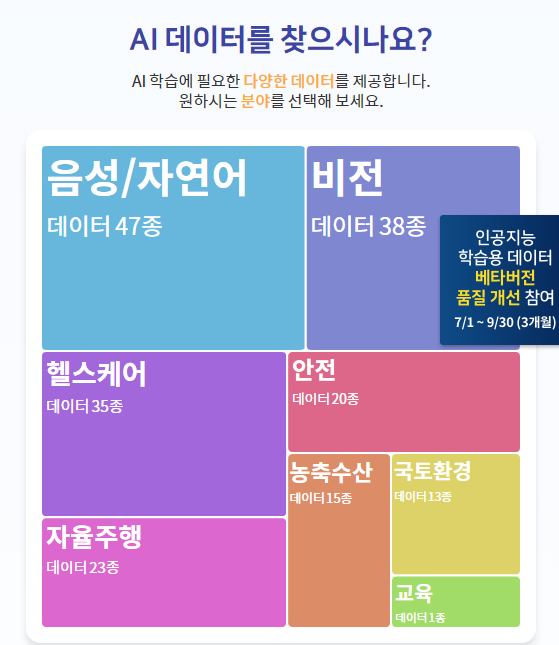 AI 데이터를 찾으시나요?
AI 학습에 필요한 다양한 데이터를 제공합니다.
원하시는 분야를 선택해 보세요.
음성/자연어
데이터 47종
비전
데이터 38종
인공지능
학습용 데이터
베타버전
품질 개선 참여
7/1 ~ 9/30 (3개월)
헬스케어
데이터 35종
안전
데이터 20종
농축수산
데이터 15종
국토환경
데이터 13종
자율주행
데이터 23종
교육
데이터 1종